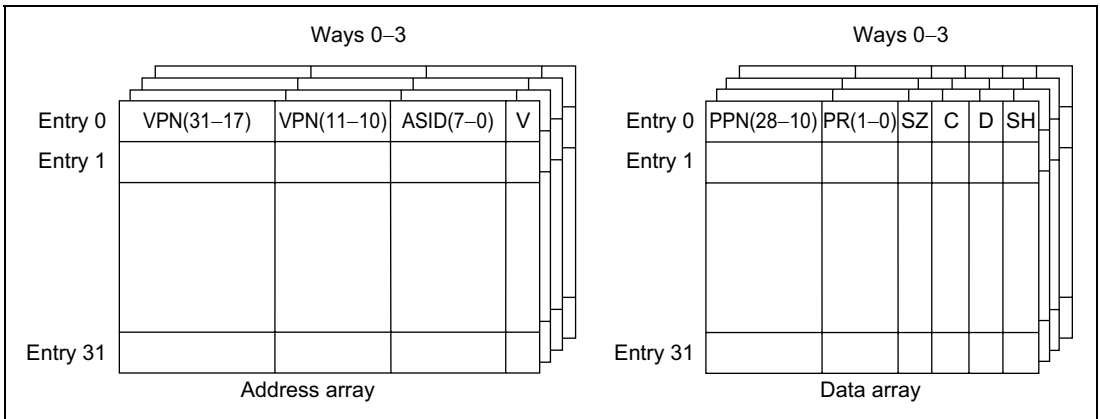 Ways 0–3
Entry 0 VPN(31–17) VPN(11–10) ASID(7–0) V
Entry 1
Entry 31
Address array
Ways 0–3
Entry 0 PPN(28–10) PR(1–0) SZ C D SH
Entry 1
Entry 31
Data array